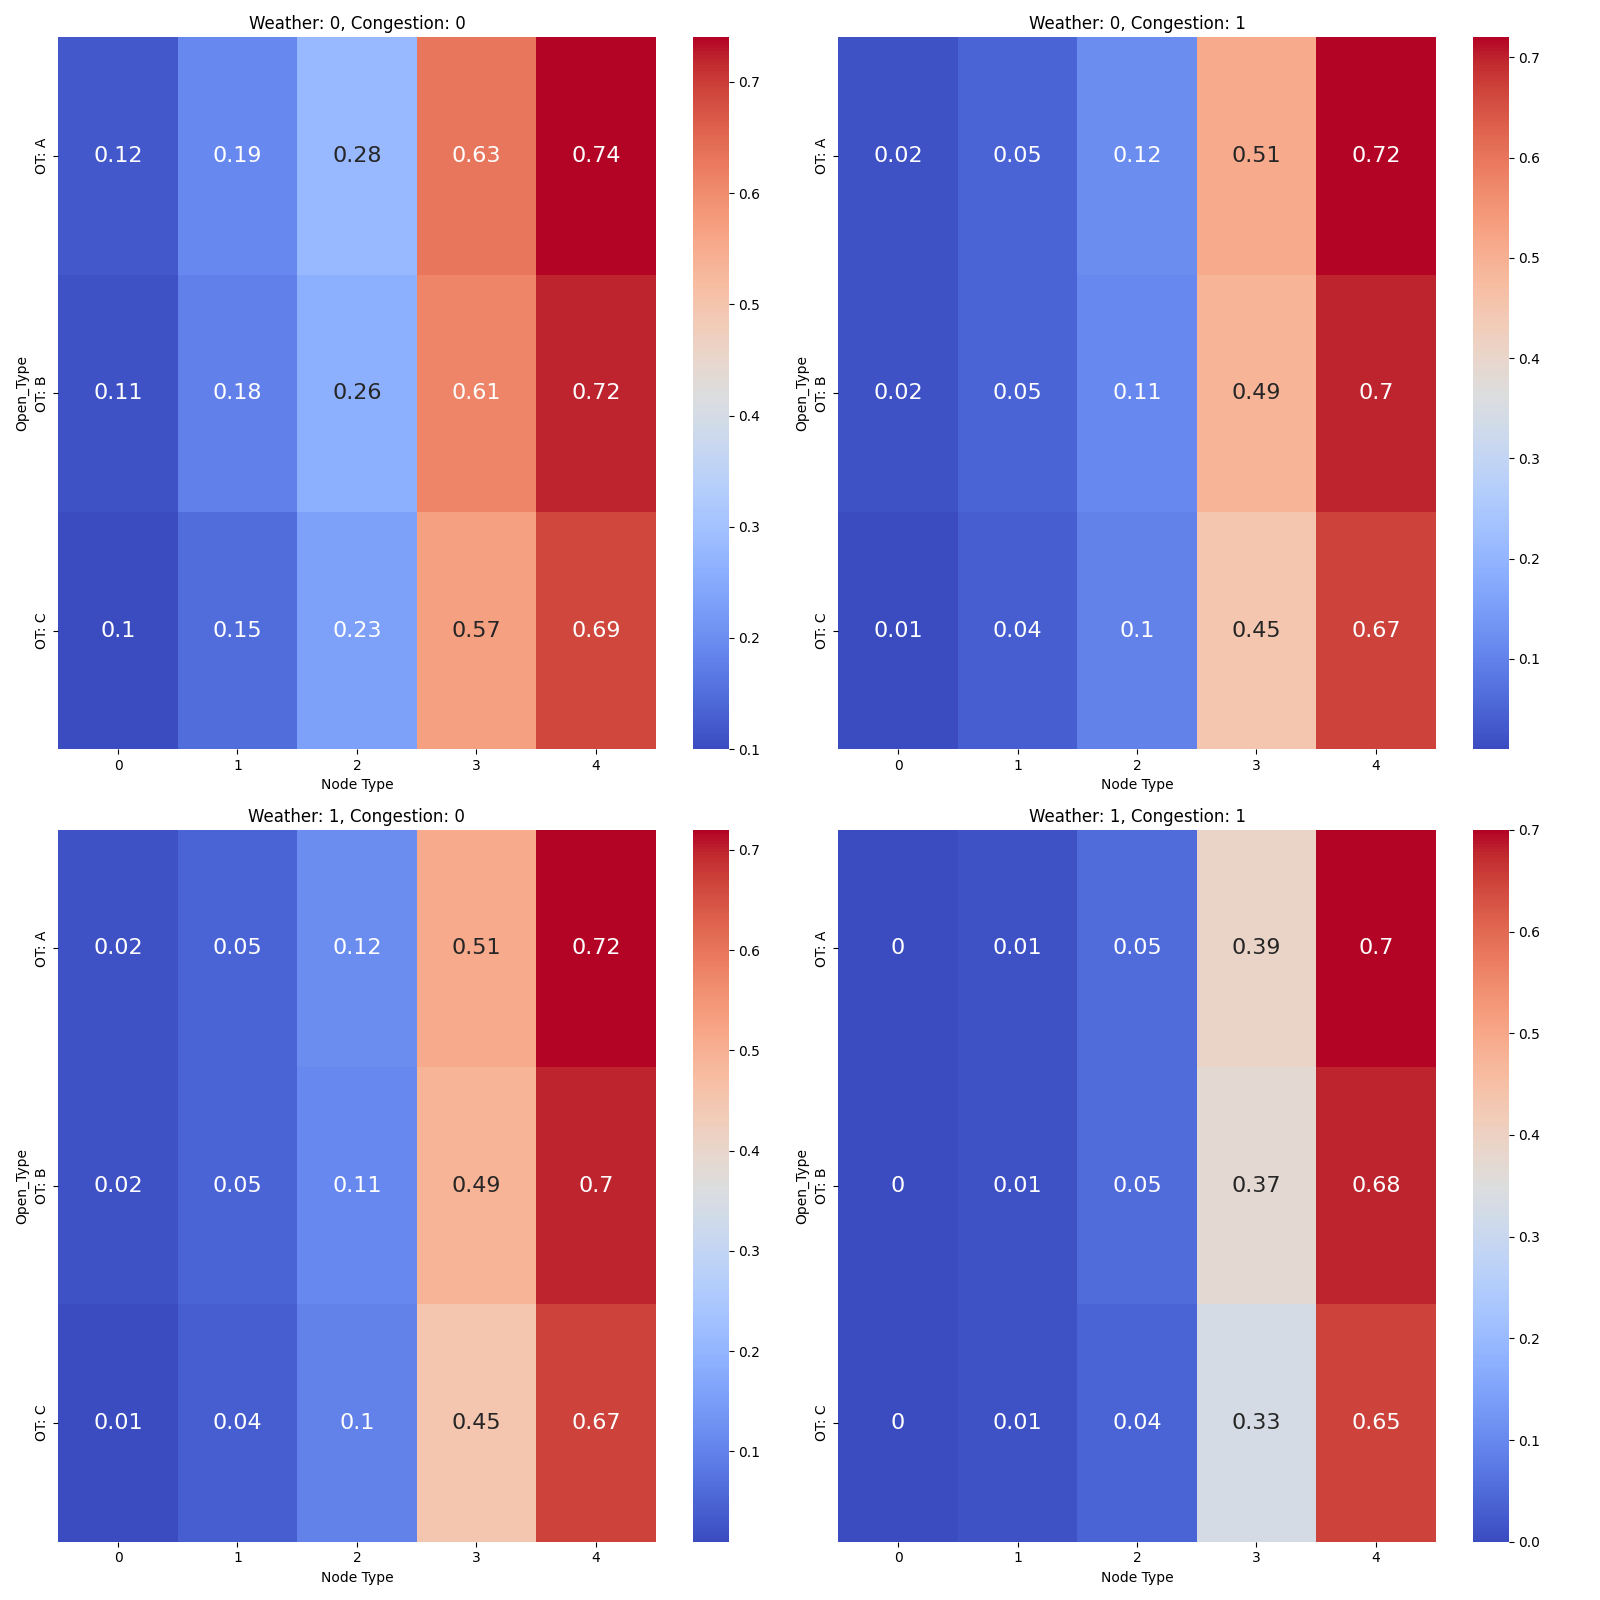 Weather: 0, Congestion: 0
0.12 0.19 0.28 0.63 0.74
0.11 0.18 0.26 0.61 0.72
0.1 0.15 0.23 0.57 0.69
OT: A
OT: B
OT: C
Open_Type
0 1 2 3 4
Node Type
0.7
0.6
0.5
0.4
0.3
0.2
0.1
Weather: 0, Congestion: 1
0.02 0.05 0.12 0.51 0.72
0.02 0.05 0.11 0.49 0.7
0.01 0.04 0.1 0.45 0.67
OT: A
OT: B
OT: C
Open_Type
0 1 2 3 4
Node Type
0.7
0.6
0.5
0.4
0.3
0.2
0.1
Weather: 1, Congestion: 0
0.02 0.05 0.12 0.51 0.72
0.02 0.05 0.11 0.49 0.7
0.01 0.04 0.1 0.45 0.67
OT: A
OT: B
OT: C
Open_Type
0 1 2 3 4
Node Type
0.7
0.6
0.5
0.4
0.3
0.2
0.1
Weather: 1, Congestion: 1
0 0.01 0.05 0.39 0.7
0 0.01 0.05 0.37 0.68
0 0.01 0.04 0.33 0.65
OT: A
OT: B
OT: C
Open_Type
0 1 2 3 4
Node Type
0.7
0.6
0.5
0.4
0.3
0.2
0.1
0.0